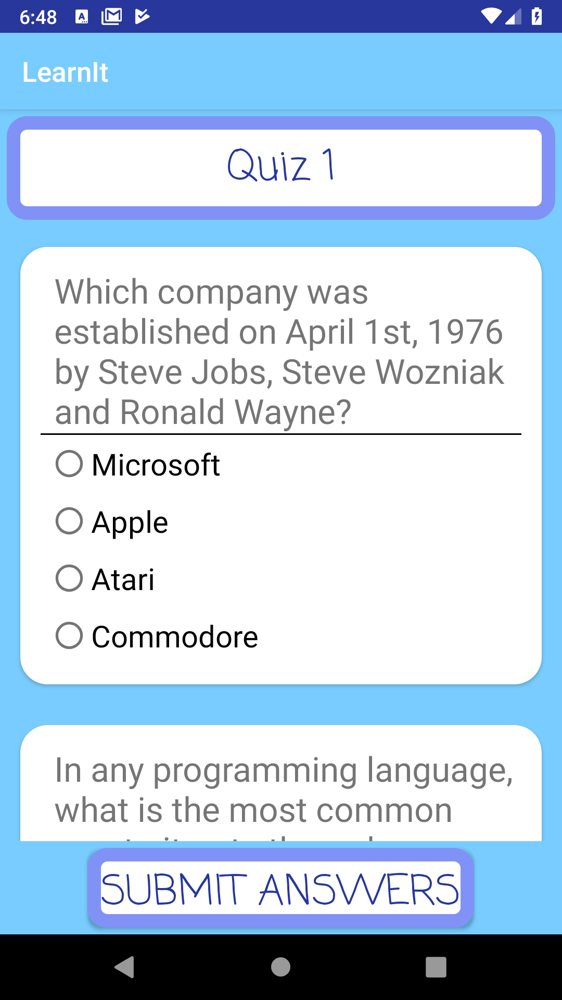 6:48
LearnIt
Quiz 1
Which company was
established on April 1st, 1976
by Steve Jobs, Steve Wozniak
and Ronald Wayne?
Microsoft
Apple
Atari
Commodore
In any programming language,
what is the most common
SUBMIT ANSWERS